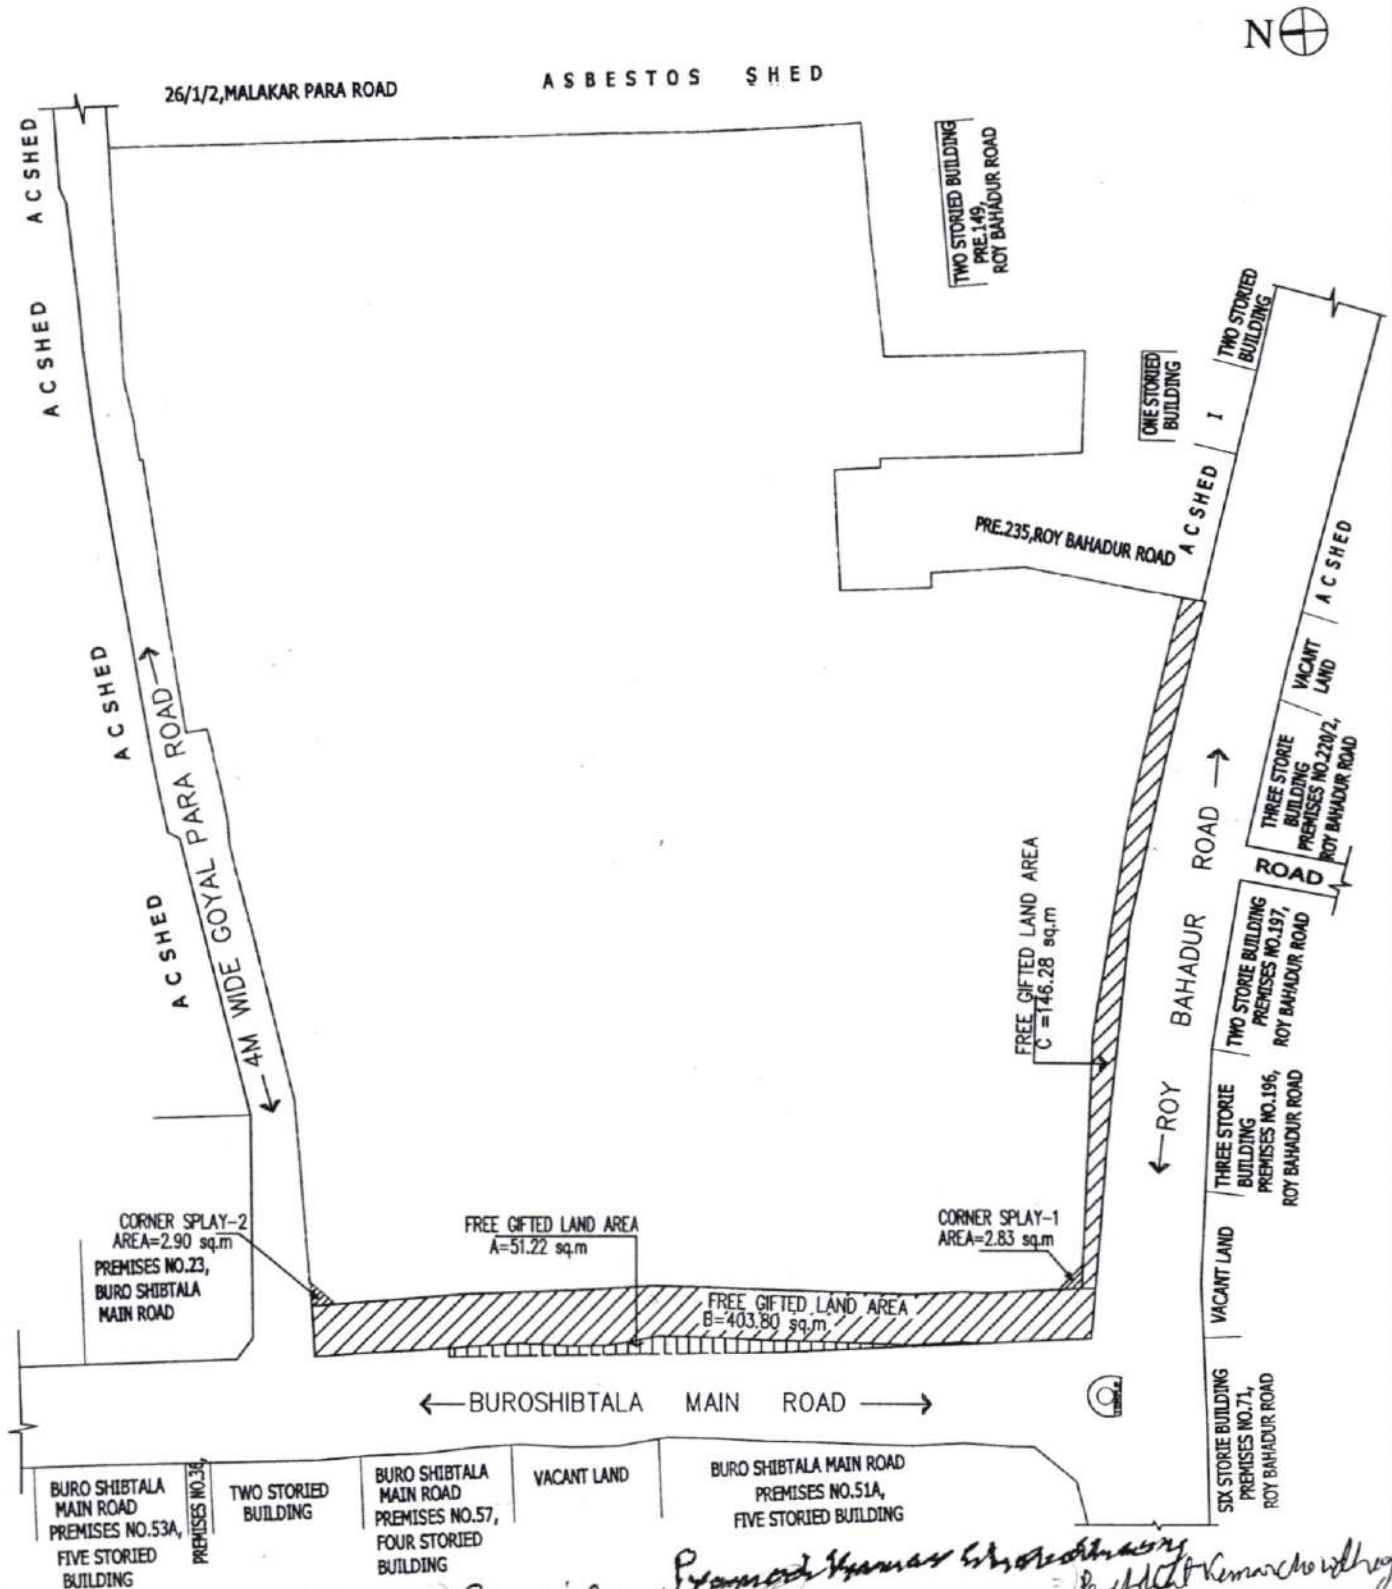 N
26/1/2,MALAKAR PARA ROAD
ASBESTOS SHED
A C SHED
TWO STORIED BUILDING
PRE.149,
ROY BAHADUR ROAD
A C SHED
TWO STORIED
BUILDING
ONE STORIED
BUILDING
I
A C SHED
PRE.235,ROY BAHADUR ROAD
A C SHED
VACANT
LAND
A C SHED
4M WIDE GOYAL PARA ROAD
THREE STORIE
BUILDING
PREMISES NO.220/2,
ROY BAHADUR ROAD
ROAD
A C SHED
FREE GIFTED LAND AREA
C =146.28 sq.m
ROY BAHADUR ROAD
TWO STORIE BUILDING
PREMISES NO.197,
ROY BAHADUR ROAD
THREE STORIE
BUILDING
PREMISES NO.196,
ROY BAHADUR ROAD
CORNER SPLAY-2
AREA=2.90 sq.m
PREMISES NO.23,
BURO SHIBTALA
MAIN ROAD
FREE GIFTED LAND AREA
A=51.22 sq.m
CORNER SPLAY-1
AREA=2.83 sq.m
VACANT LAND
FREE GIFTED LAND AREA
B=403.80 sq.m
BUROSHIBTALA MAIN ROAD
SIX STORIE BUILDING
PREMISES NO.71,
ROY BAHADUR ROAD
BURO SHIBTALA
MAIN ROAD
PREMISES NO.53A,
FIVE STORIED
BUILDING
PREMISES NO.36,
TWO STORIED
BUILDING
BURO SHIBTALA
MAIN ROAD
PREMISES NO.57,
FOUR STORIED
BUILDING
VACANT LAND
BURO SHIBTALA MAIN ROAD
PREMISES NO.51A,
FIVE STORIED BUILDING